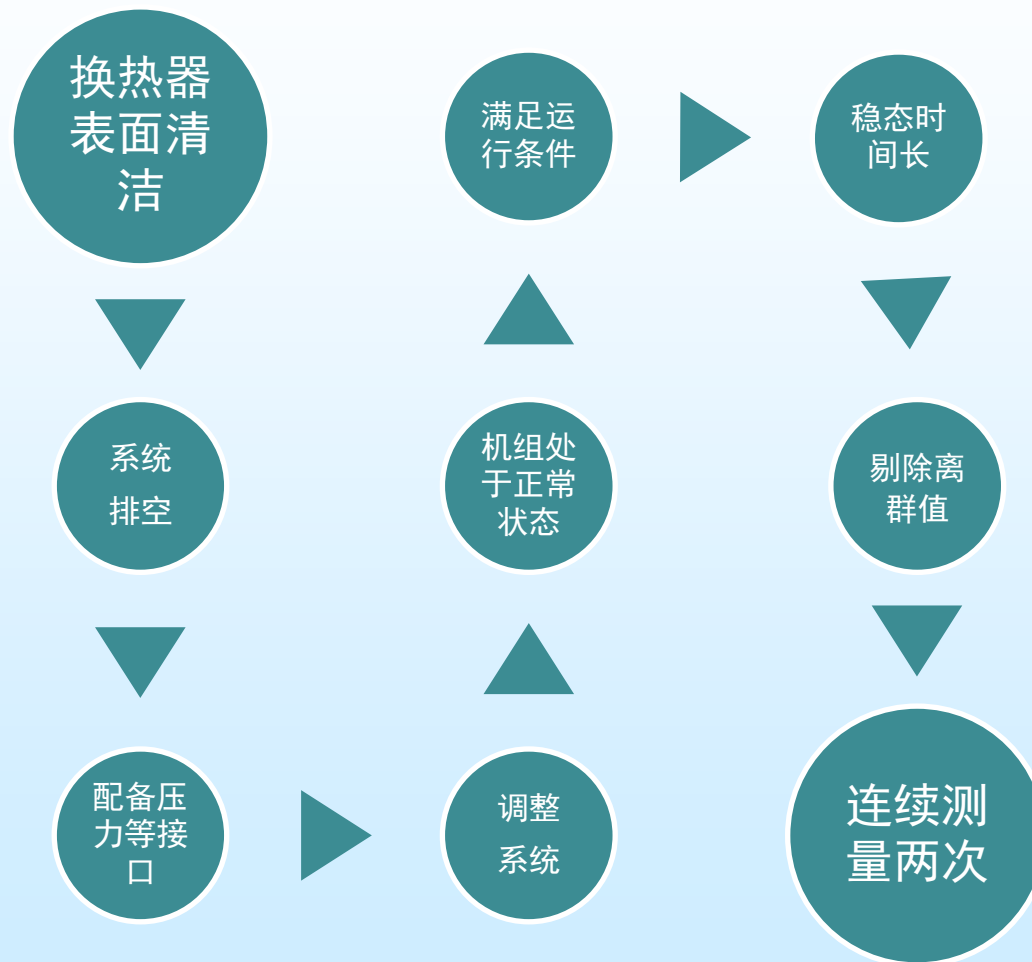 换热器
表面清
洁
系统
排空
配备压
力等接
口
调整
系统
机组处
于正常
状态
满足运
行条件
稳态时
间长
剔除离
群值
连续测
量两次